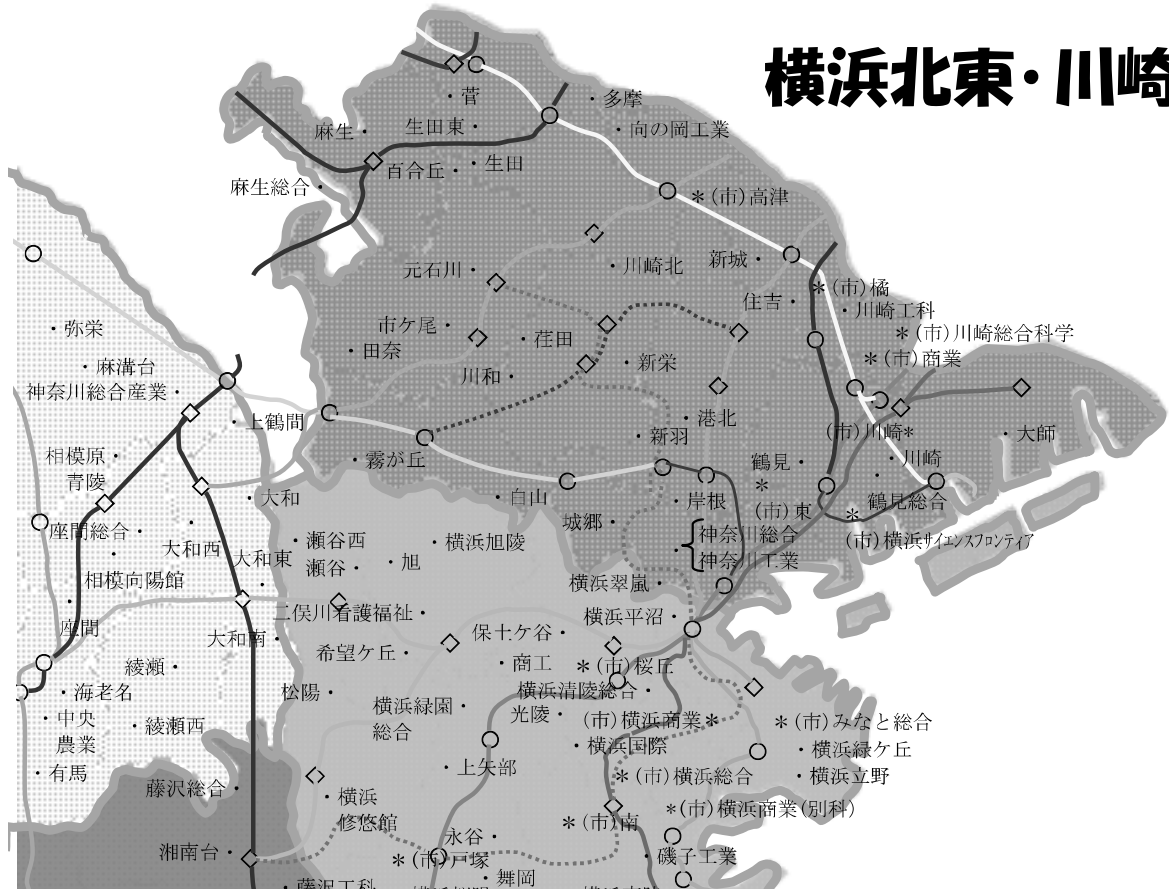 横浜北東・川崎
菅
多摩
麻生
生田東
向の岡工業
百合丘
生田
麻生総合
＊(市)高津
元石川
川崎北
新城
＊(市)橘
住吉
川崎工科
弥栄
市ケ尾
荏田
＊(市)川崎総合科学
田奈
新栄
＊(市)商業
麻溝台
神奈川総合産業
川和
港北
上鶴間
新羽
(市)川崎＊
大師
相模原
霧が丘
鶴見
川崎
青陵
＊
大和
白山
岸根
鶴見総合
(市)東
＊
城郷
座間総合
神奈川総合
(市)横浜サイエンスフロンティア
大和西
瀬谷西
横浜旭陵
大和東
瀬谷
旭
神奈川工業
相模向陽館
横浜翠嵐
二俣川看護福祉
横浜平沼
座間
大和南
保土ケ谷
希望ケ丘
商工
＊(市)桜丘
綾瀬
海老名
松陽
横浜清陵総合
横浜緑園
総合
光陵
(市)横浜商業＊
＊(市)みなと総合
中央
農業
綾瀬西
横浜国際
横浜緑ケ丘
有馬
上矢部
＊(市)横浜総合
横浜立野
藤沢総合
横浜
修悠館
＊(市)横浜商業(別科)
＊(市)南
永谷
湘南台
＊(市)戸塚
磯子工業
舞岡
藤沢工科